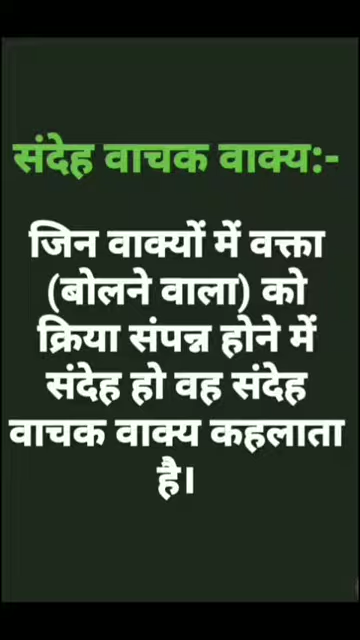 संदेह वाचक वाक्य:-
जिन वाक्यों में वक्ता
(बोलने वाला) को
क्रिया संपन्न होने में
संदेह हो वह संदेह
वाचक वाक्य कहलाता
है।